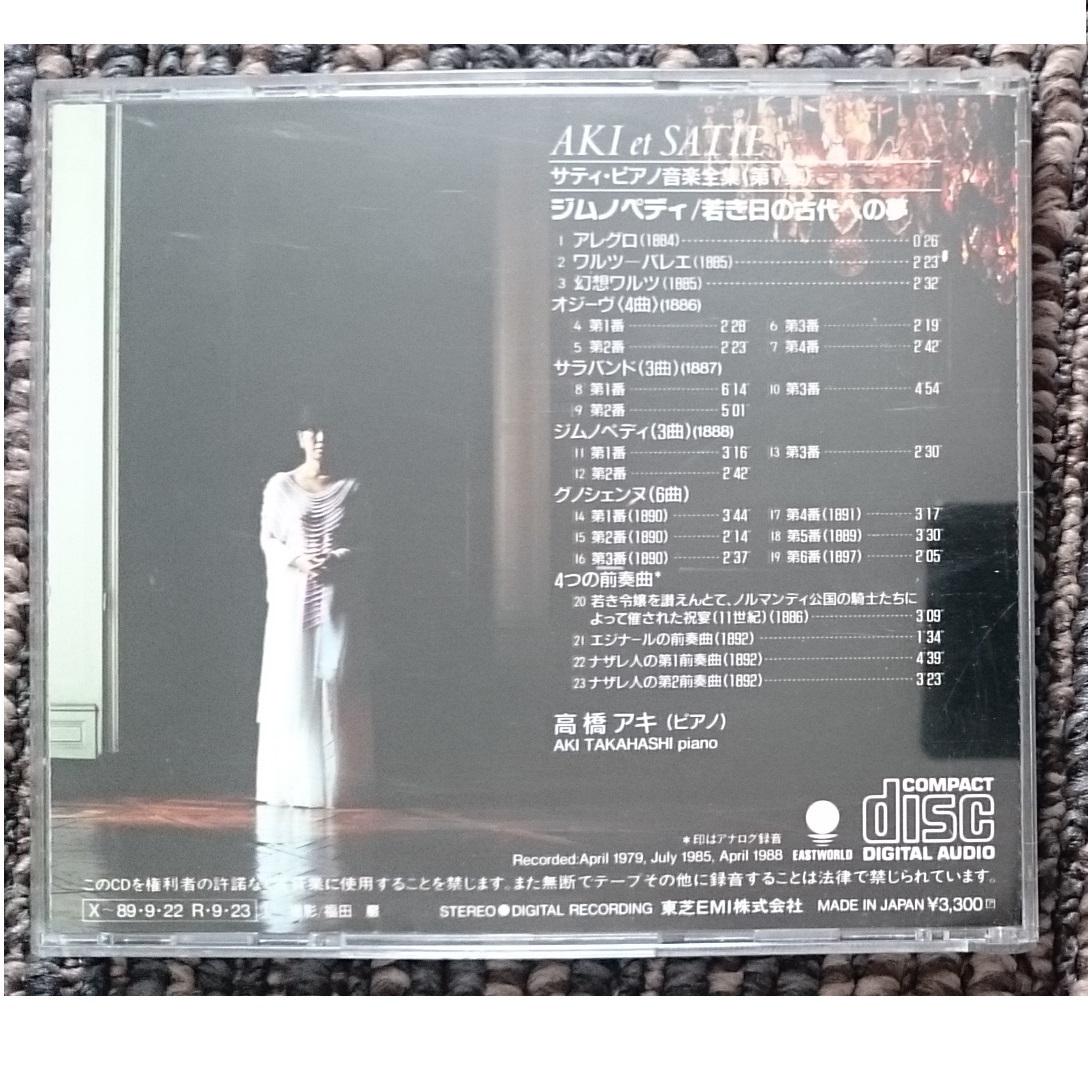 AKI et SATIE
サティ・ピアノ音楽全集(第1集)
ジムノペディ/若き日の古代への夢
1 アレグロ(1884) 0'26"
2 ワルツ―バレエ(1885) 2'23"
3 幻想ワルツ(1885) 2'32"
オジーヴ(4曲)(1886)
4 第1番 2'28" 6 第3番 2'19"
5 第2番 2'23" 7 第4番 2'42"
サラバンド(3曲)(1887)
8 第1番 6'14" 10 第3番 4'54"
9 第2番 5'01"
ジムノペディ(3曲)(1888)
11 第1番 3'16" 13 第3番 2'30"
12 第2番 2'42"
グノシェンヌ(6曲)
14 第1番(1890) 3'44" 17 第4番(1891) 3'17"
15 第2番(1890) 2'14" 18 第5番(1889) 3'30"
16 第3番(1890) 2'37" 19 第6番(1897) 2'05"
4つの前奏曲*
20 若き令嬢を讃えんとて、ノルマンディ公国の騎士たちに
よって催された祝宴(11世紀)(1886) 3'09"
21 エジナールの前奏曲(1892) 1'34"
22 ナザレ人の第1前奏曲(1892) 4'39"
23 ナザレ人の第2前奏曲(1892) 3'23"
高橋アキ(ピアノ)
AKI TAKAHASHI piano
COMPACT
disc
DIGITAL AUDIO
EASTWORLD
*印はアナログ録音
Recorded:April 1979, July 1985, April 1988
このCDを権利者の許諾なく賃貸業に使用することを禁じます。また無断でテープその他に録音することは法律で禁じられています。
X~89・9・22 R・9・23 影/福田
STEREO●DIGITAL RECORDING 東芝EMI株式会社 MADE IN JAPAN ¥3,300